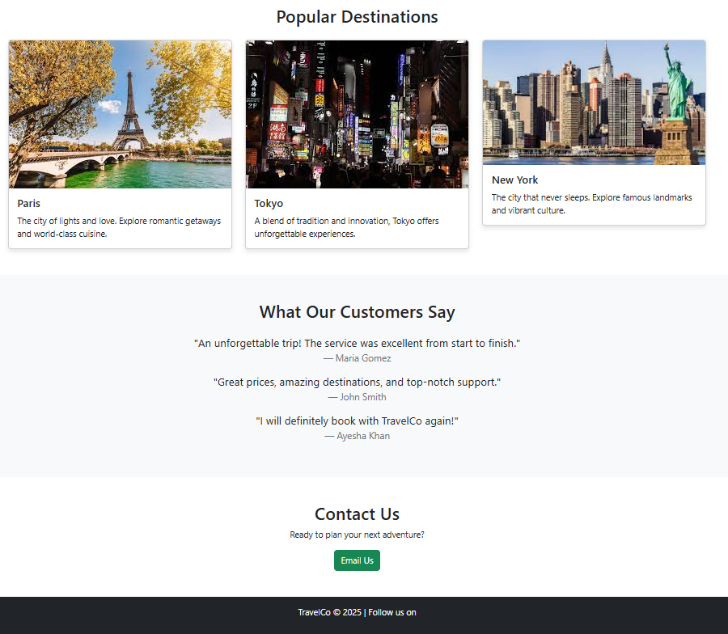 Popular Destinations
Paris
The city of lights and love. Explore romantic getaways
and world-class cuisine.
Tokyo
A blend of tradition and innovation, Tokyo offers
unforgettable experiences.
New York
The city that never sleeps. Explore famous landmarks
and vibrant culture.
What Our Customers Say
"An unforgettable trip! The service was excellent from start to finish."
— Maria Gomez
"Great prices, amazing destinations, and top-notch support."
— John Smith
"I will definitely book with TravelCo again!"
— Ayesha Khan
Contact Us
Ready to plan your next adventure?
Email Us
TravelCo © 2025 | Follow us on